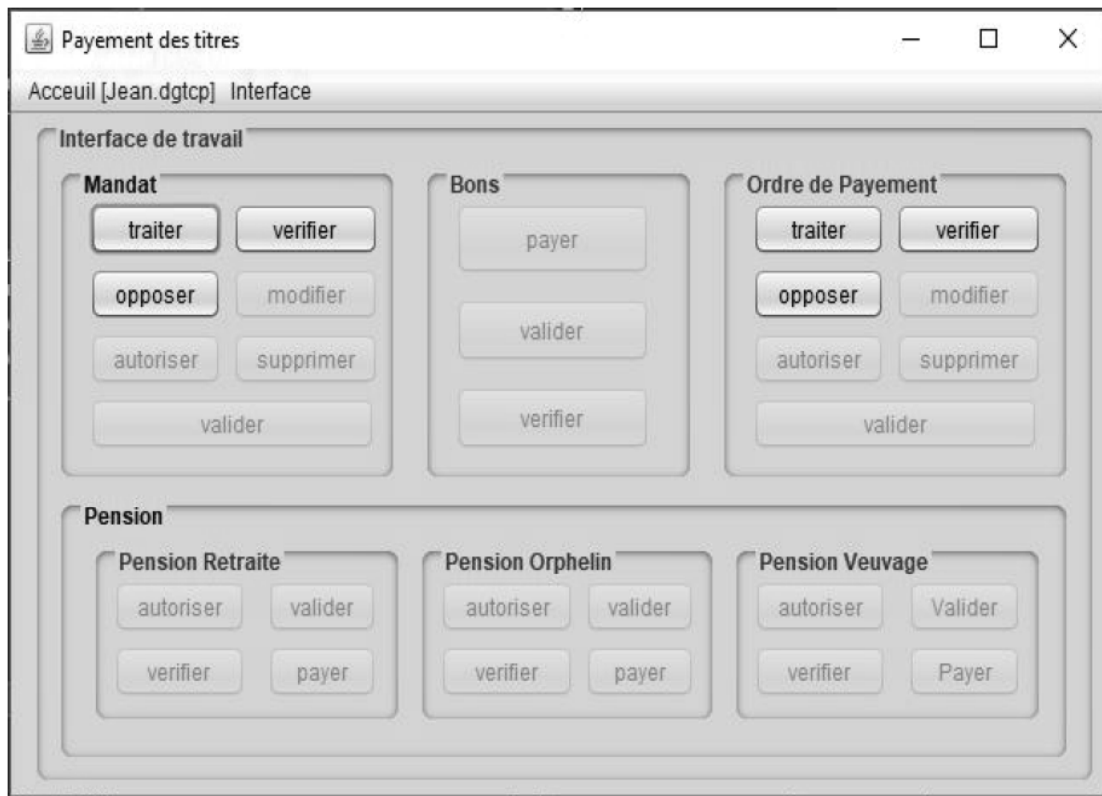 Payement des titres
Acceuil [Jean.dgtcp] Interface
Interface de travail
Mandat
traiter verifier
opposer modifier
autoriser supprimer
valider
Bons
payer
valider
verifier
Ordre de Payement
traiter verifier
opposer modifier
autoriser supprimer
valider
Pension
Pension Retraite
autoriser valider
verifier payer
Pension Orphelin
autoriser valider
verifier payer
Pension Veuvage
autoriser Valider
verifier Payer